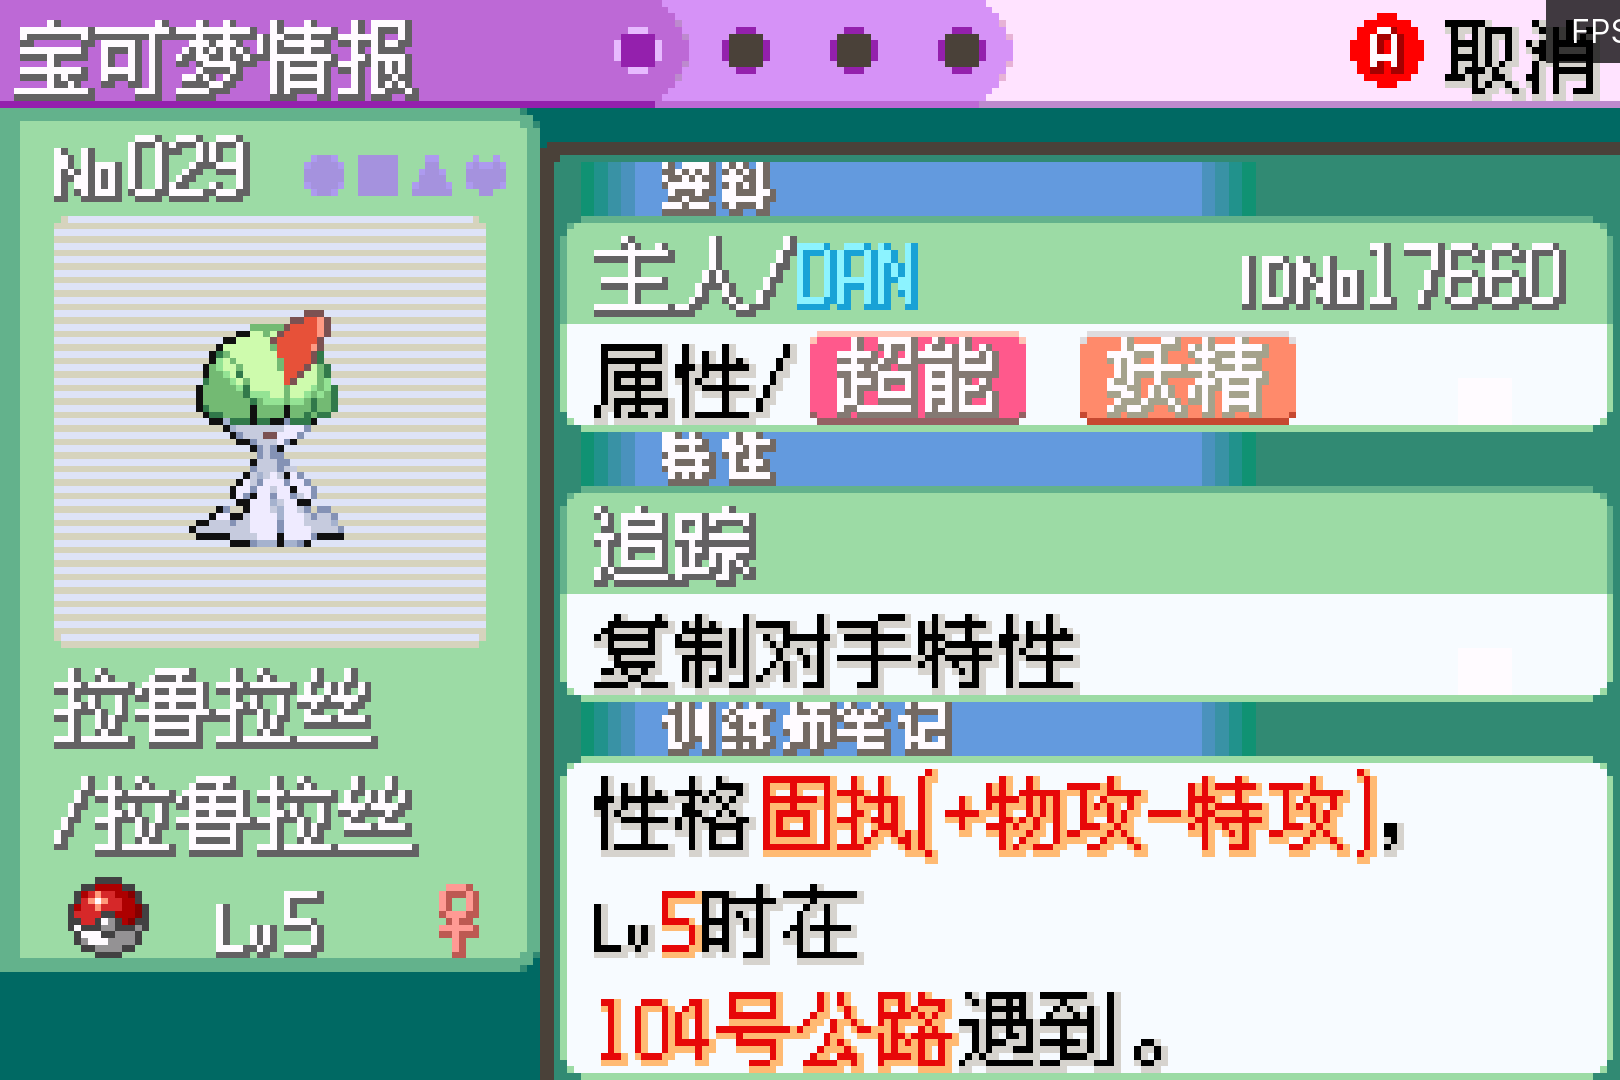 宝可梦情报
A取消
FPS
No029
资料
主人/DAN
IDNo17660
属性/ 超能 妖精
特性
追踪
复制对手特性
训练师笔记
拉鲁拉丝
/拉鲁拉丝
Lv5 ♀
性格固执(+物攻-特攻),
Lv5时在
104号公路遇到。